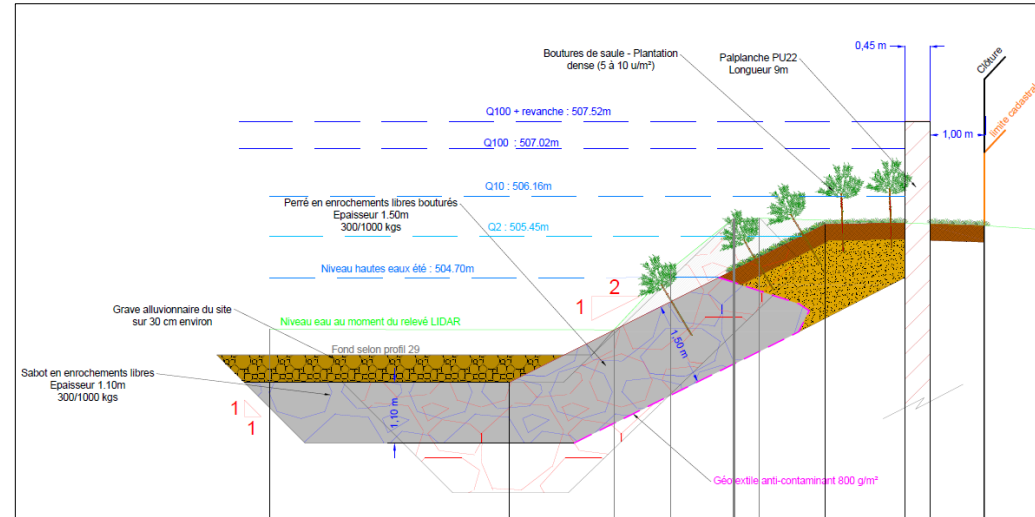 0,45 m
Clôture
Boutures de saule - Plantation
dense (5 à 10 u/m²)
Palplanche PU22
Longueur 9m
limite cadastral
Q100 + revanche : 507.52m
1,00 m
Q100 : 507.02m
Q10 : 506.16m
Perré en enrochements libres bouturés
Epaisseur 1.50m
300/1000 kgs
Q2 : 505.45m
Niveau hautes eaux été : 504.70m
2
1
Grave alluvionnaire du site
sur 30 cm environ
Niveau eau au moment du relevé LIDAR
1,50 m
Fond selon profil 29
Sabot en enrochements libres
Epaisseur 1.10m
300/1000 kgs
1
1
1,10 m
Géotextile anti-contaminant 800 g/m²